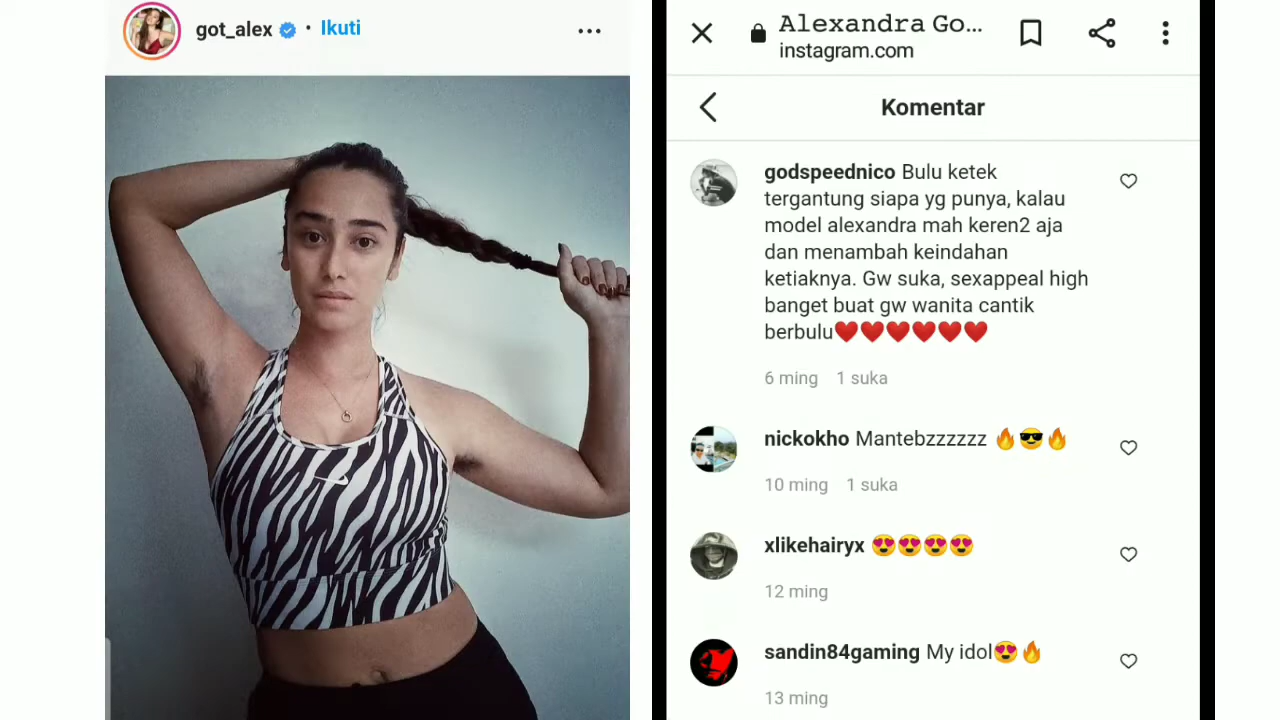 got_alex • Ikuti
Alexandra Go...
instagram.com
Komentar
godspeednico Bulu ketek
tergantung siapa yg punya, kalau
model alexandra mah keren2 aja
dan menambah keindahan
ketiaknya. Gw suka, sexappeal high
banget buat gw wanita cantik
berbulu❤️❤️❤️❤️❤️❤️
6 ming 1 suka
nickokho Mantebzzzzzz 🔥😎🔥
10 ming 1 suka
xlikehairyx 😍😍😍😍
12 ming
sandin84gaming My idol😍🔥
13 ming